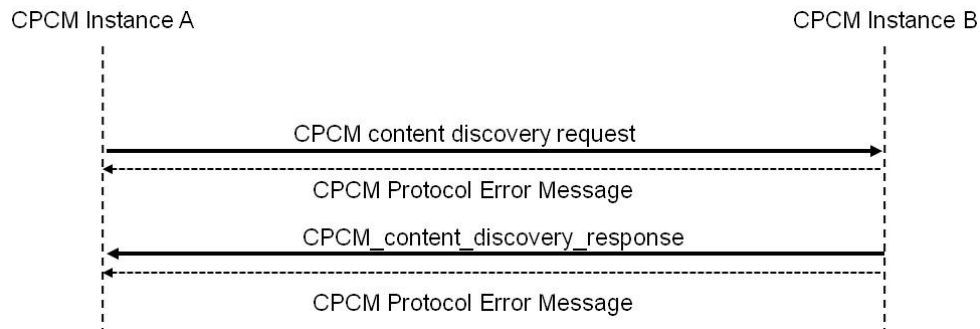 CPCM Instance A
CPCM Instance B
CPCM content discovery request
CPCM Protocol Error Message
CPCM_content_discovery_response
CPCM Protocol Error Message